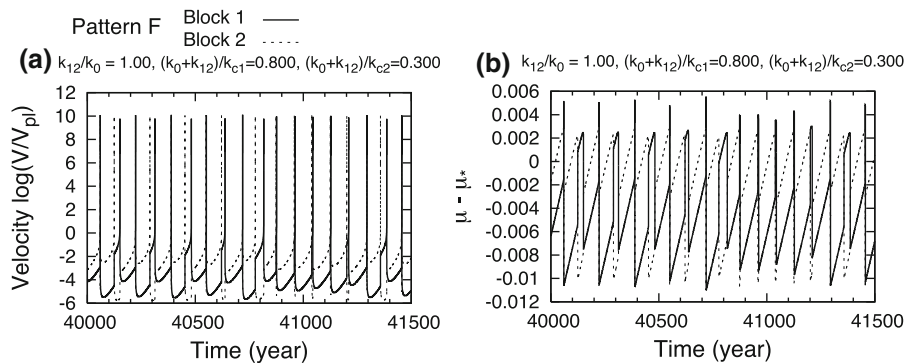 Pattern F
Block 1
Block 2
(a) k12/k0 = 1.00, (k0+k12)/kc1=0.800, (k0+k12)/kc2=0.300
Velocity log(V/Vpl)
12
10
8
6
4
2
0
-2
-4
-6
40000 40500 41000 41500
Time (year)
(b) k12/k0 = 1.00, (k0+k12)/kc1=0.800, (k0+k12)/kc2=0.300
μ - μ*
0.006
0.004
0.002
0
-0.002
-0.004
-0.006
-0.008
-0.01
-0.012
40000 40500 41000 41500
Time (year)